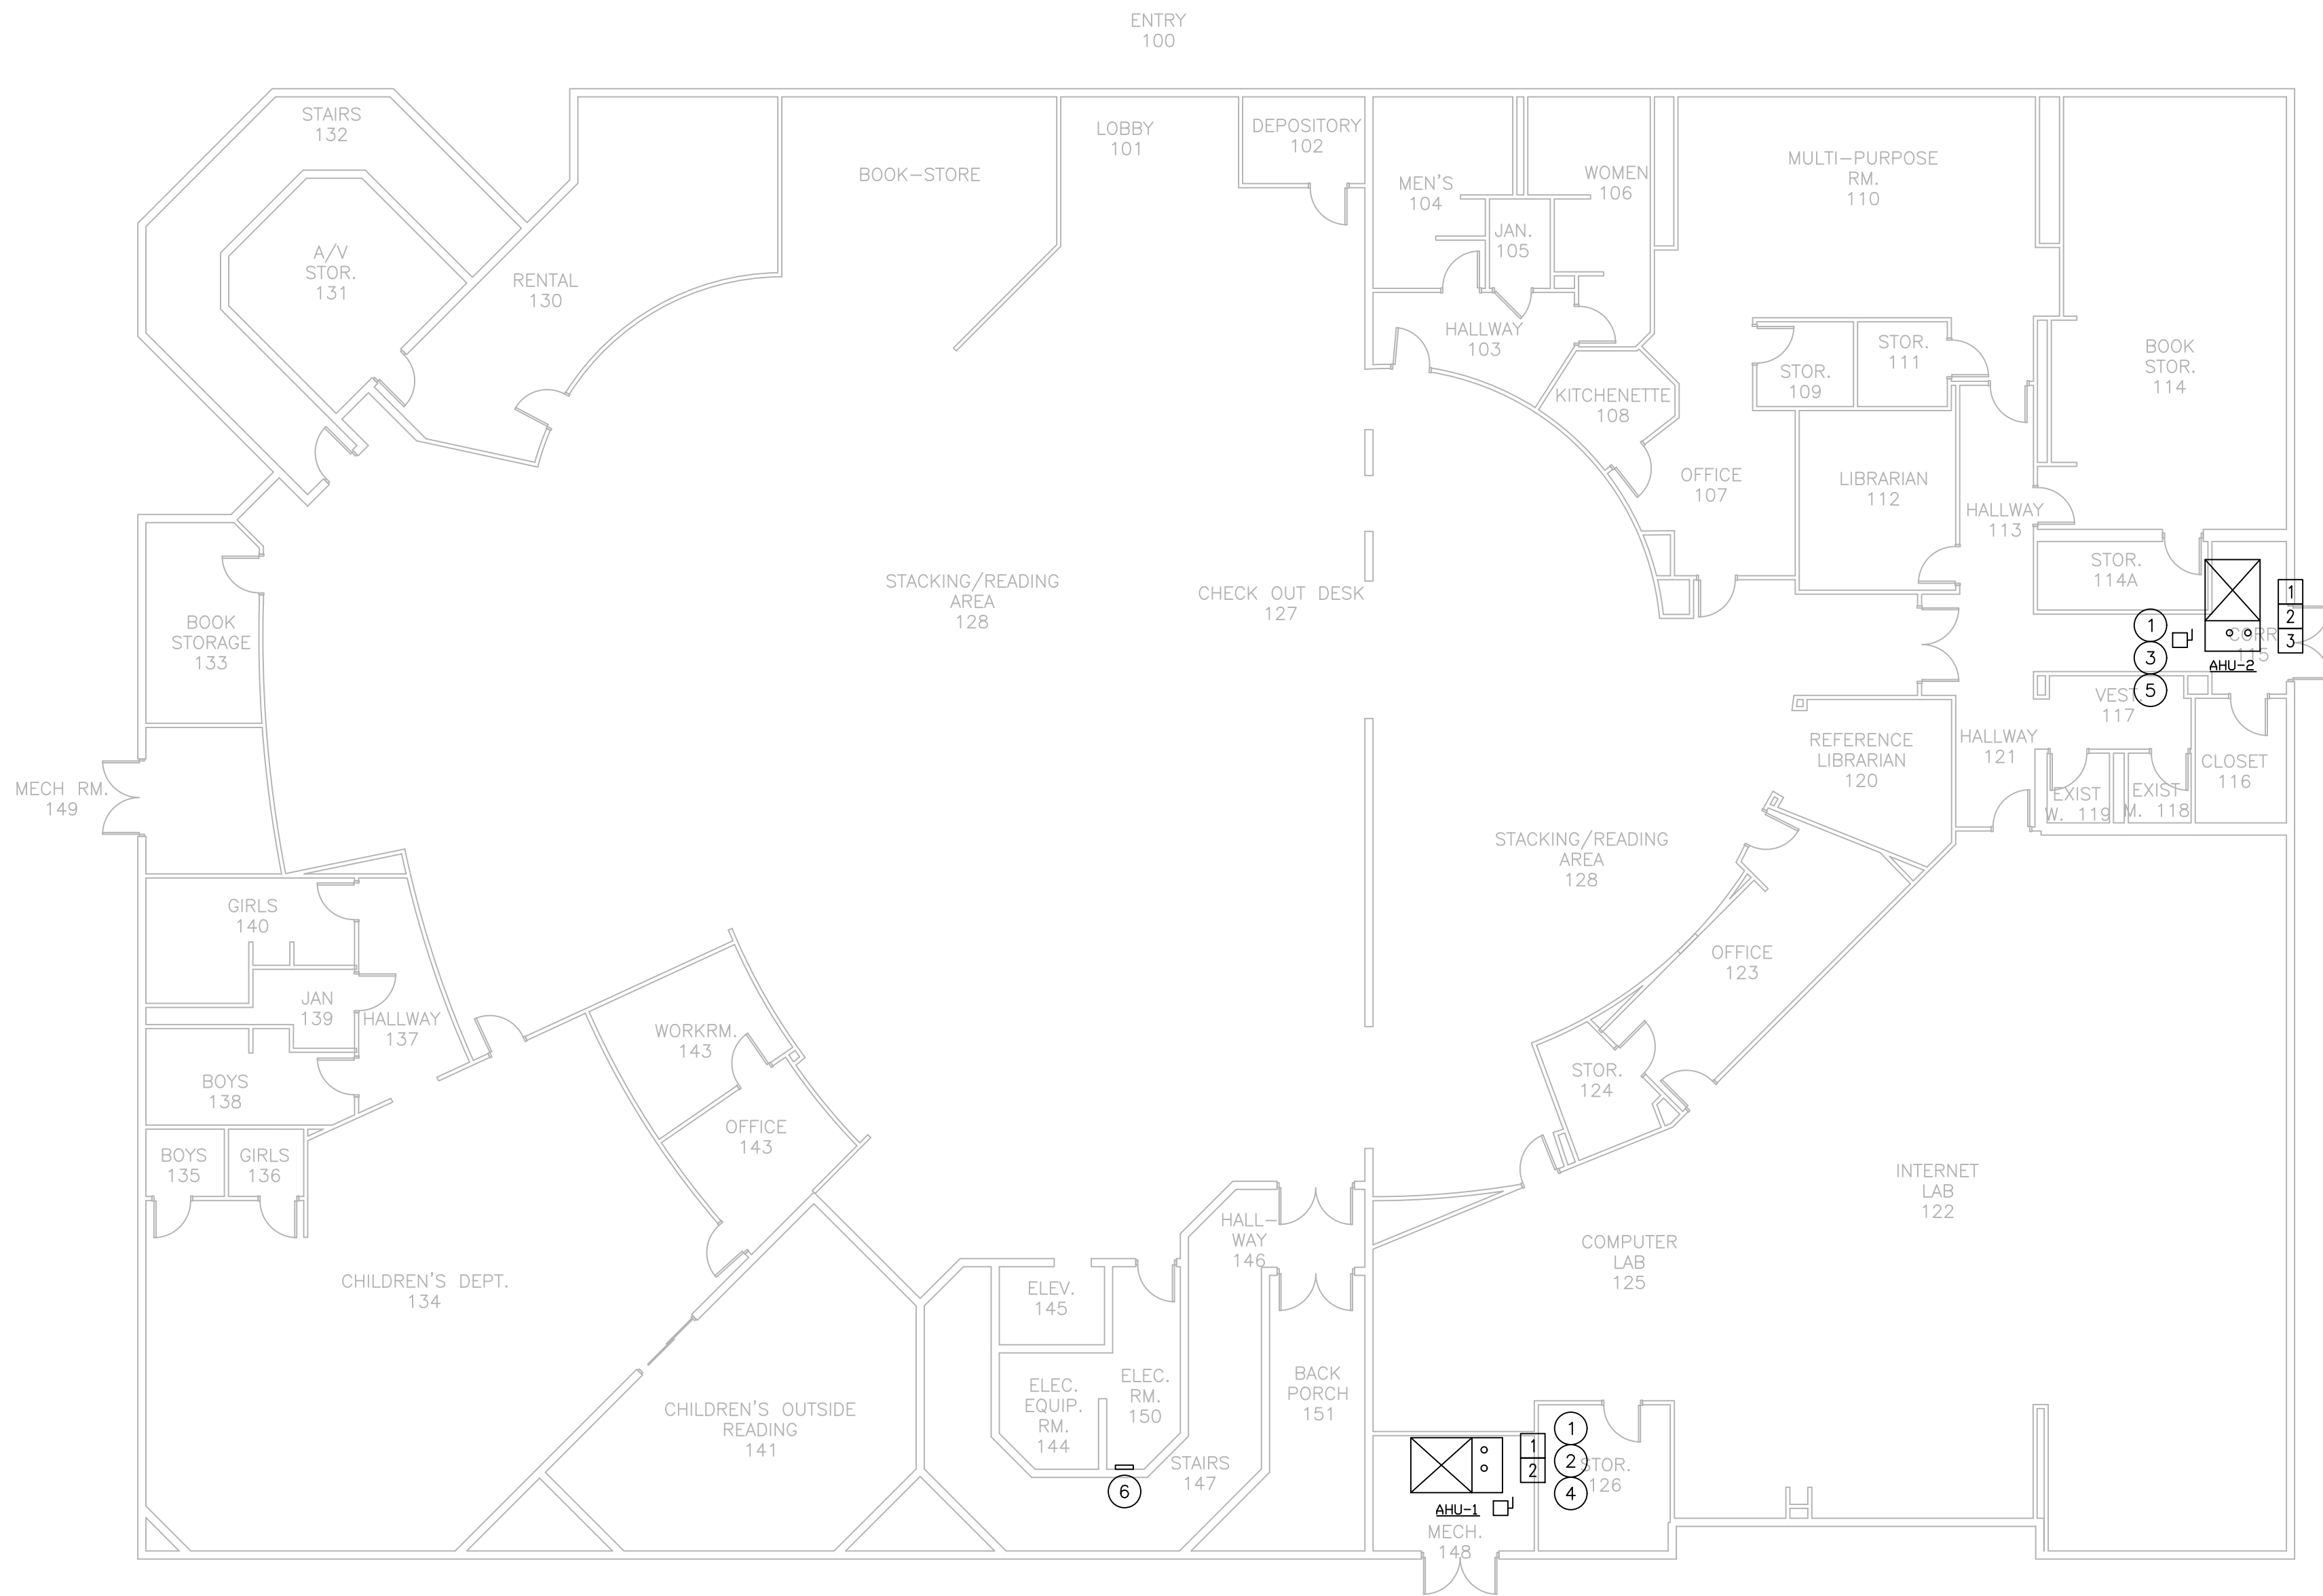 ENTRY
100
STAIRS
132
LOBBY
101
DEPOSITORY
102
BOOK-STORE
MEN'S
104
WOMEN
106
MULTI-PURPOSE
RM.
110
JAN.
105
A/V
STOR.
131
RENTAL
130
HALLWAY
103
STOR.
111
STOR.
109
BOOK
STOR.
114
KITCHENETTE
108
OFFICE
107
LIBRARIAN
112
HALLWAY
113
STOR.
114A
STACKING/READING
AREA
128
CHECK OUT DESK
127
BOOK
STORAGE
133
1
3
5
AHU-2
CORR
115
1
2
3
VEST.
117
MECH RM.
149
REFERENCE
LIBRARIAN
120
HALLWAY
121
EXIST
W. 119
EXIST
M. 118
CLOSET
116
STACKING/READING
AREA
128
GIRLS
140
OFFICE
123
JAN
139
HALLWAY
137
WORKRM.
143
BOYS
138
STOR.
124
OFFICE
143
BOYS
135
GIRLS
136
INTERNET
LAB
122
HALL-
WAY
146
COMPUTER
LAB
125
CHILDREN'S DEPT.
134
ELEV.
145
ELEC.
EQUIP.
RM.
144
ELEC.
RM.
150
BACK
PORCH
151
CHILDREN'S OUTSIDE
READING
141
STAIRS
147
6
1
2
1
2
4
STOR.
126
AHU-1
MECH.
148